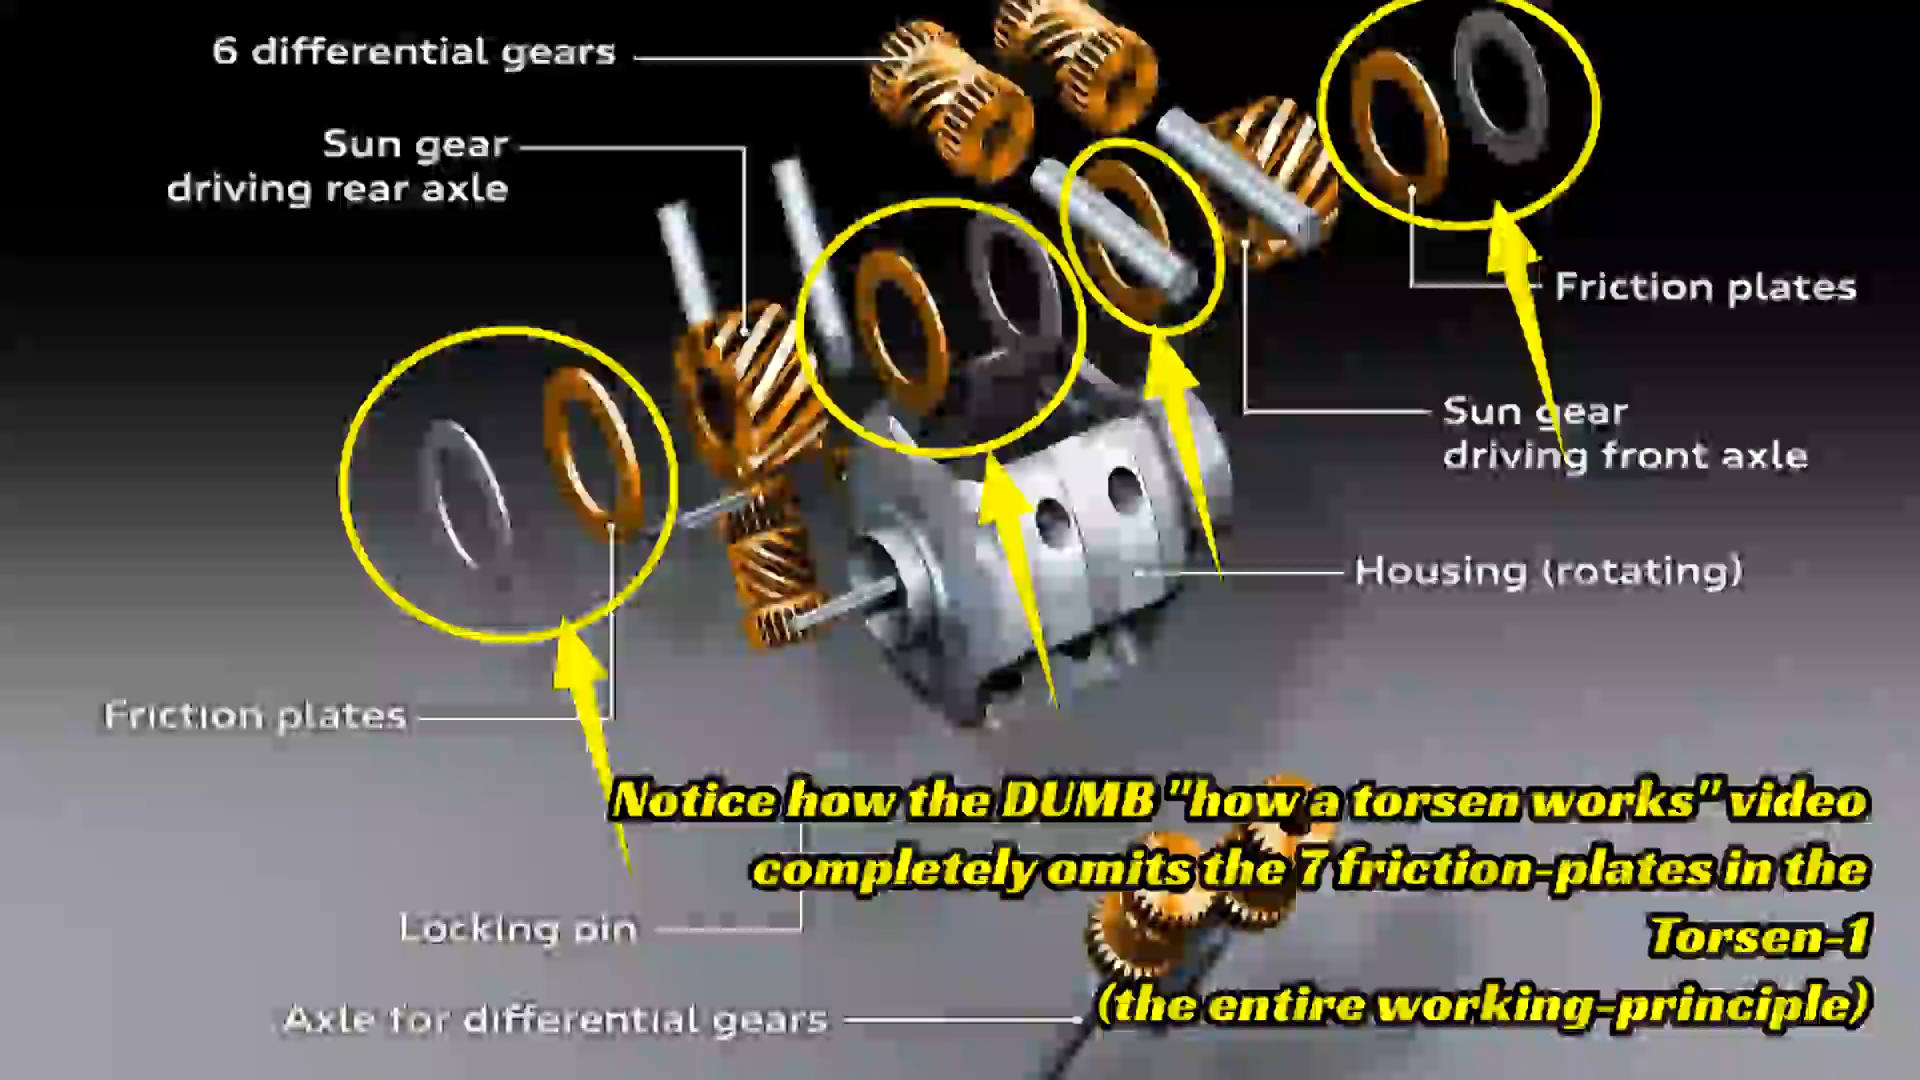 6 differential gears
Sun gear
driving rear axle
Friction plates
Sun gear
driving front axle
Housing (rotating)
Friction plates
Notice how the DUMB "how a torsen works" video
completely omits the 7 friction-plates in the
Torsen-1
(the entire working-principle)
Locking pin
Axle for differential gears